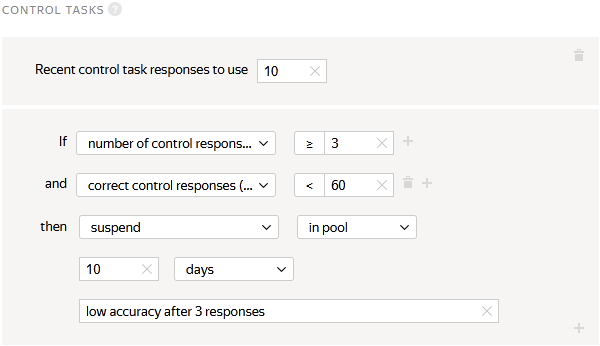 CONTROL TASKS ?
Recent control task responses to use 10
If number of control respons... ≥ 3
and correct control responses (... < 60
then suspend in pool
10 days
low accuracy after 3 responses